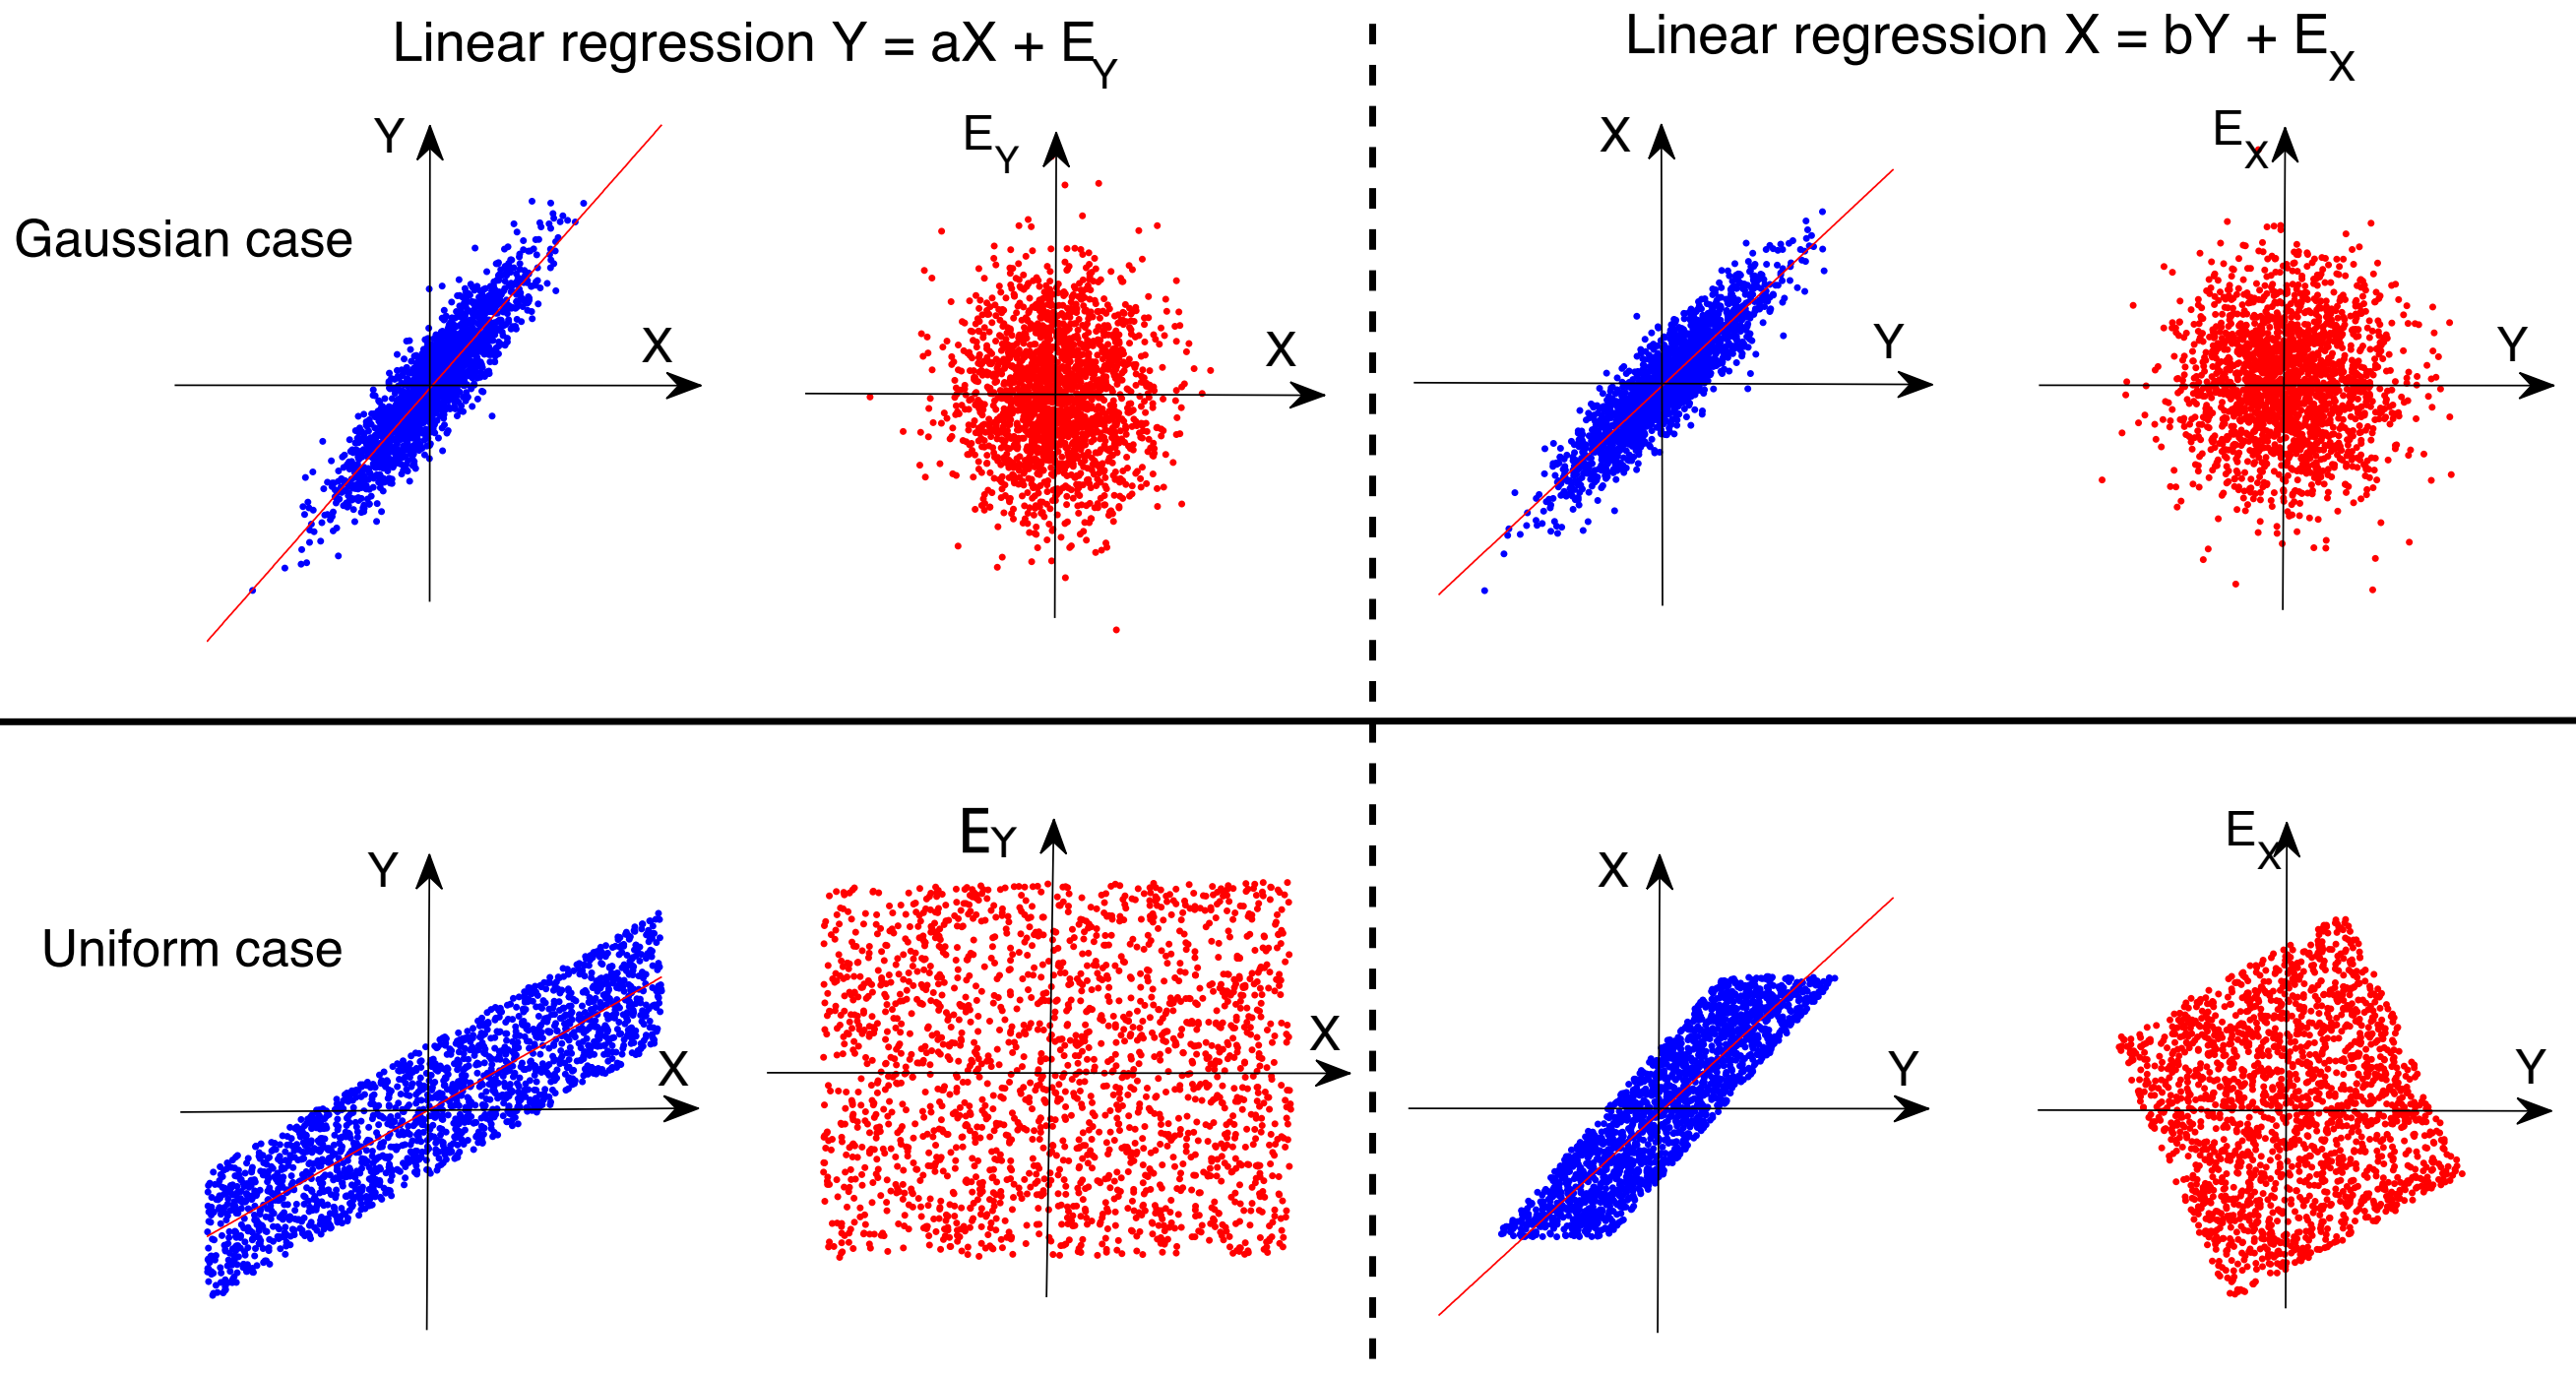 Linear regression Y = aX + E_Y
Linear regression X = bY + E_X
Gaussian case
Y
X
E_Y
X
X
Y
E_X
Y
Uniform case
Y
X
E_Y
X
X
Y
E_X
Y